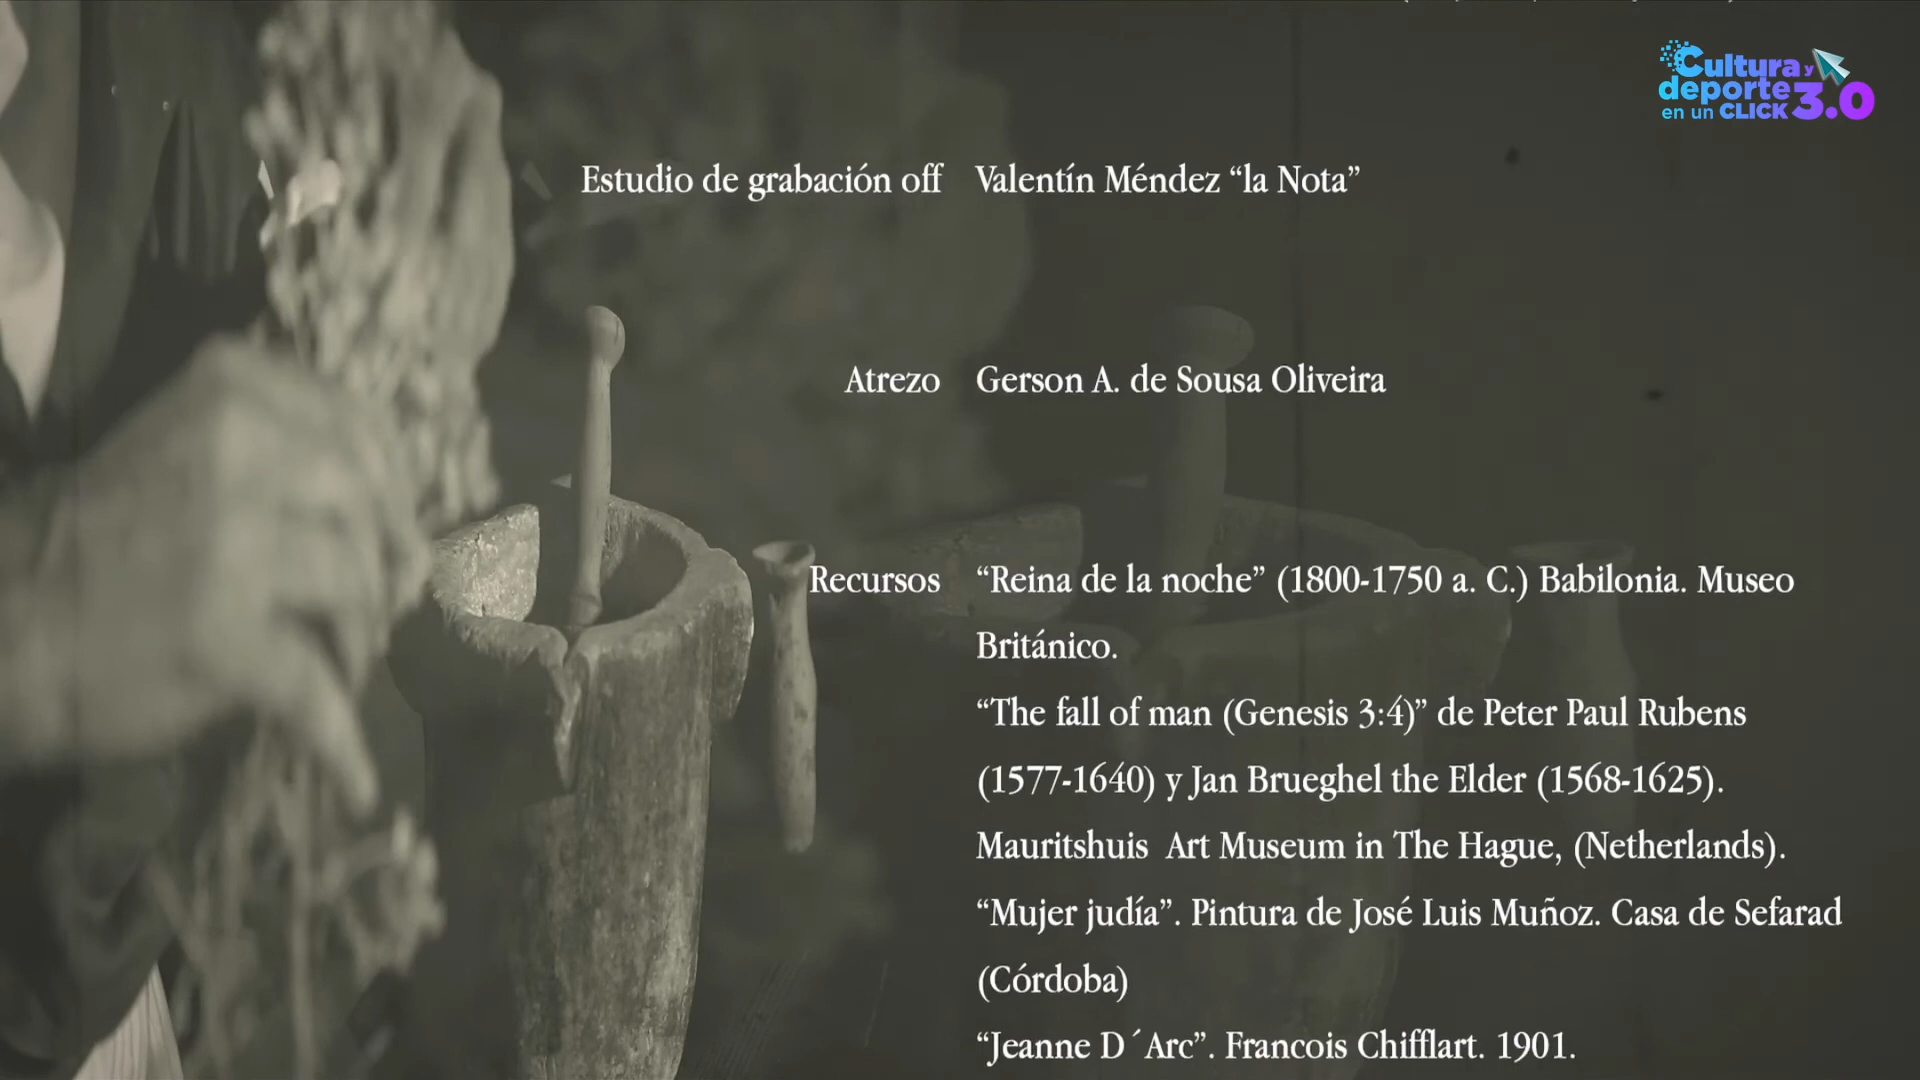 Cultura y
deporte 3.0
en un CLICK
Estudio de grabación off Valentín Méndez “la Nota”
Atrezo Gerson A. de Sousa Oliveira
Recursos “Reina de la noche” (1800-1750 a. C.) Babilonia. Museo
Británico.
“The fall of man (Genesis 3:4)” de Peter Paul Rubens
(1577-1640) y Jan Brueghel the Elder (1568-1625).
Mauritshuis Art Museum in The Hague, (Netherlands).
“Mujer judía”. Pintura de José Luis Muñoz. Casa de Sefarad
(Córdoba)
“Jeanne D´Arc”. Francois Chifflart. 1901.